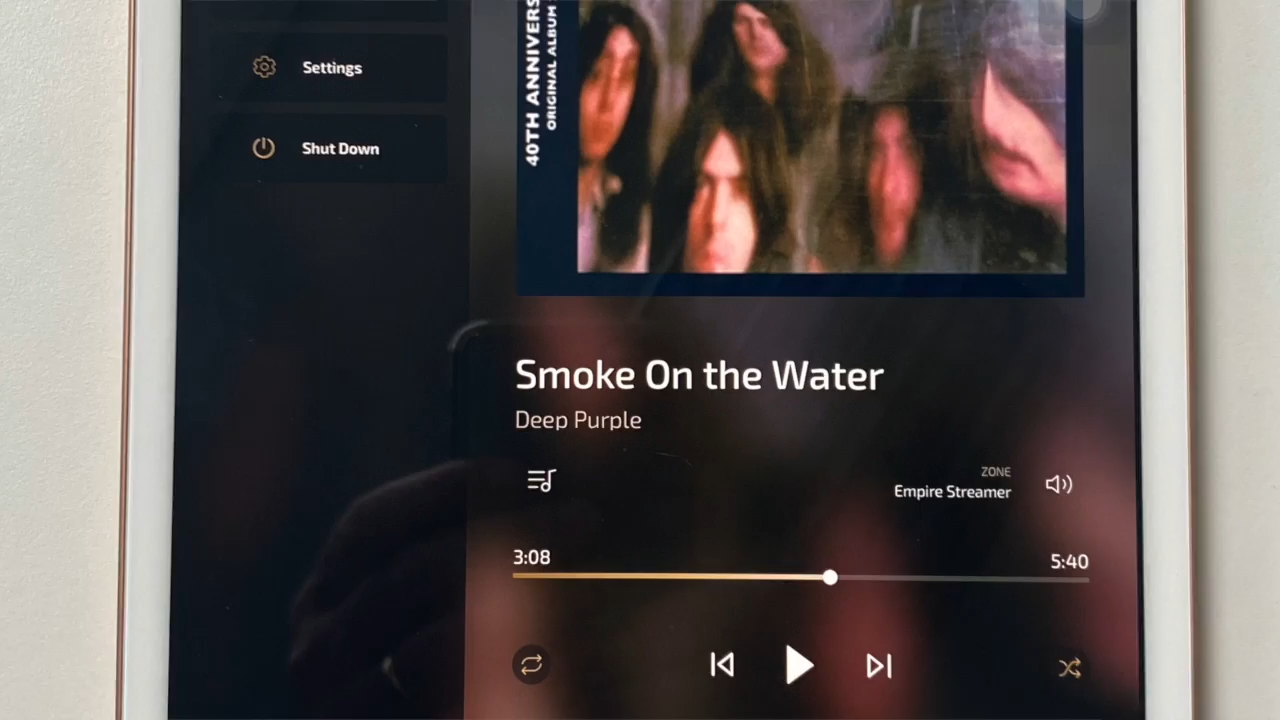 Settings
Shut Down
40TH ANNIVERS
ORIGINAL ALBUM
Smoke On the Water
Deep Purple
ZONE
Empire Streamer
3:08
5:40